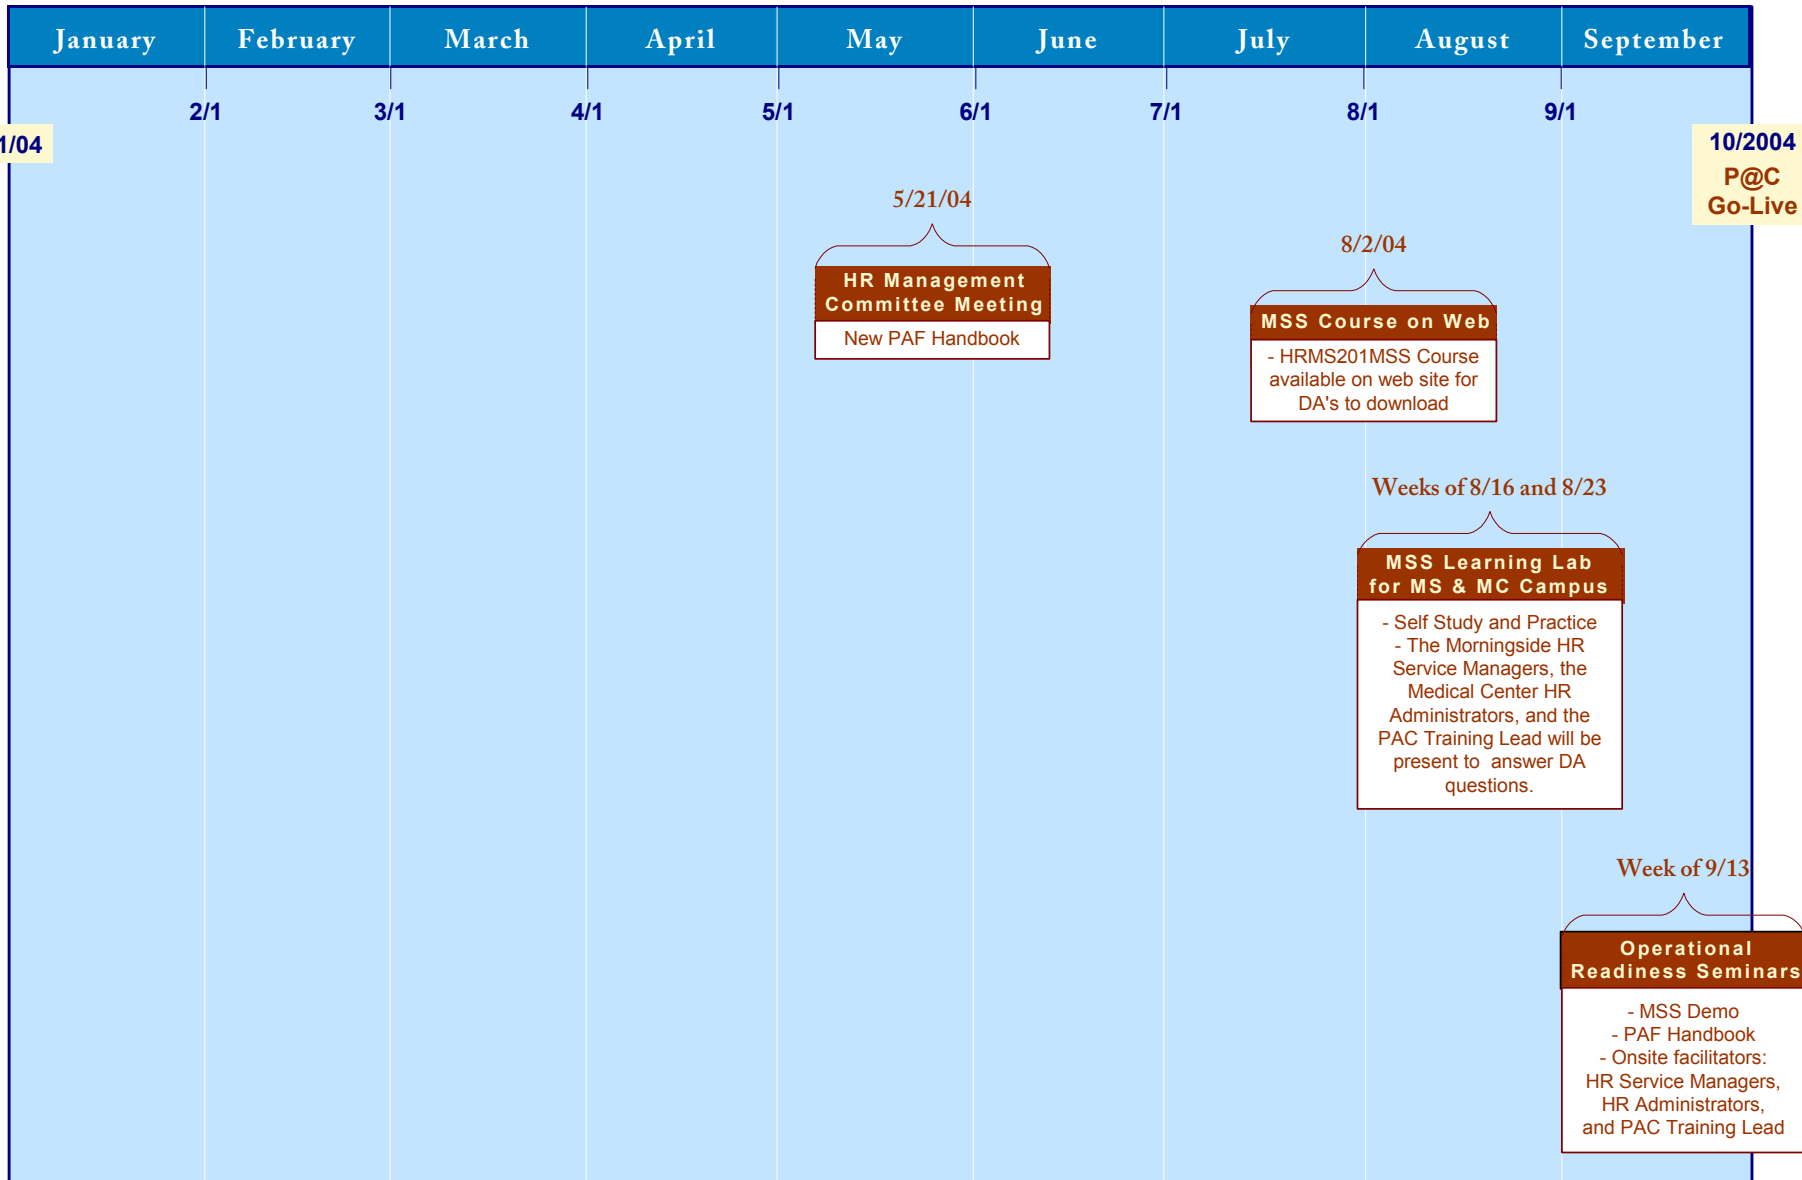 January February March April May June July August September
2/1 3/1 4/1 5/1 6/1 7/1 8/1 9/1
1/04
10/2004
P@C
Go-Live
5/21/04
HR Management
Committee Meeting
New PAF Handbook
8/2/04
MSS Course on Web
- HRMS201MSS Course
available on web site for
DA's to download
Weeks of 8/16 and 8/23
MSS Learning Lab
for MS & MC Campus
- Self Study and Practice
- The Morningside HR
Service Managers, the
Medical Center HR
Administrators, and the
PAC Training Lead will be
present to answer DA
questions.
Week of 9/13
Operational
Readiness Seminars
- MSS Demo
- PAF Handbook
- Onsite facilitators:
HR Service Managers,
HR Administrators,
and PAC Training Lead